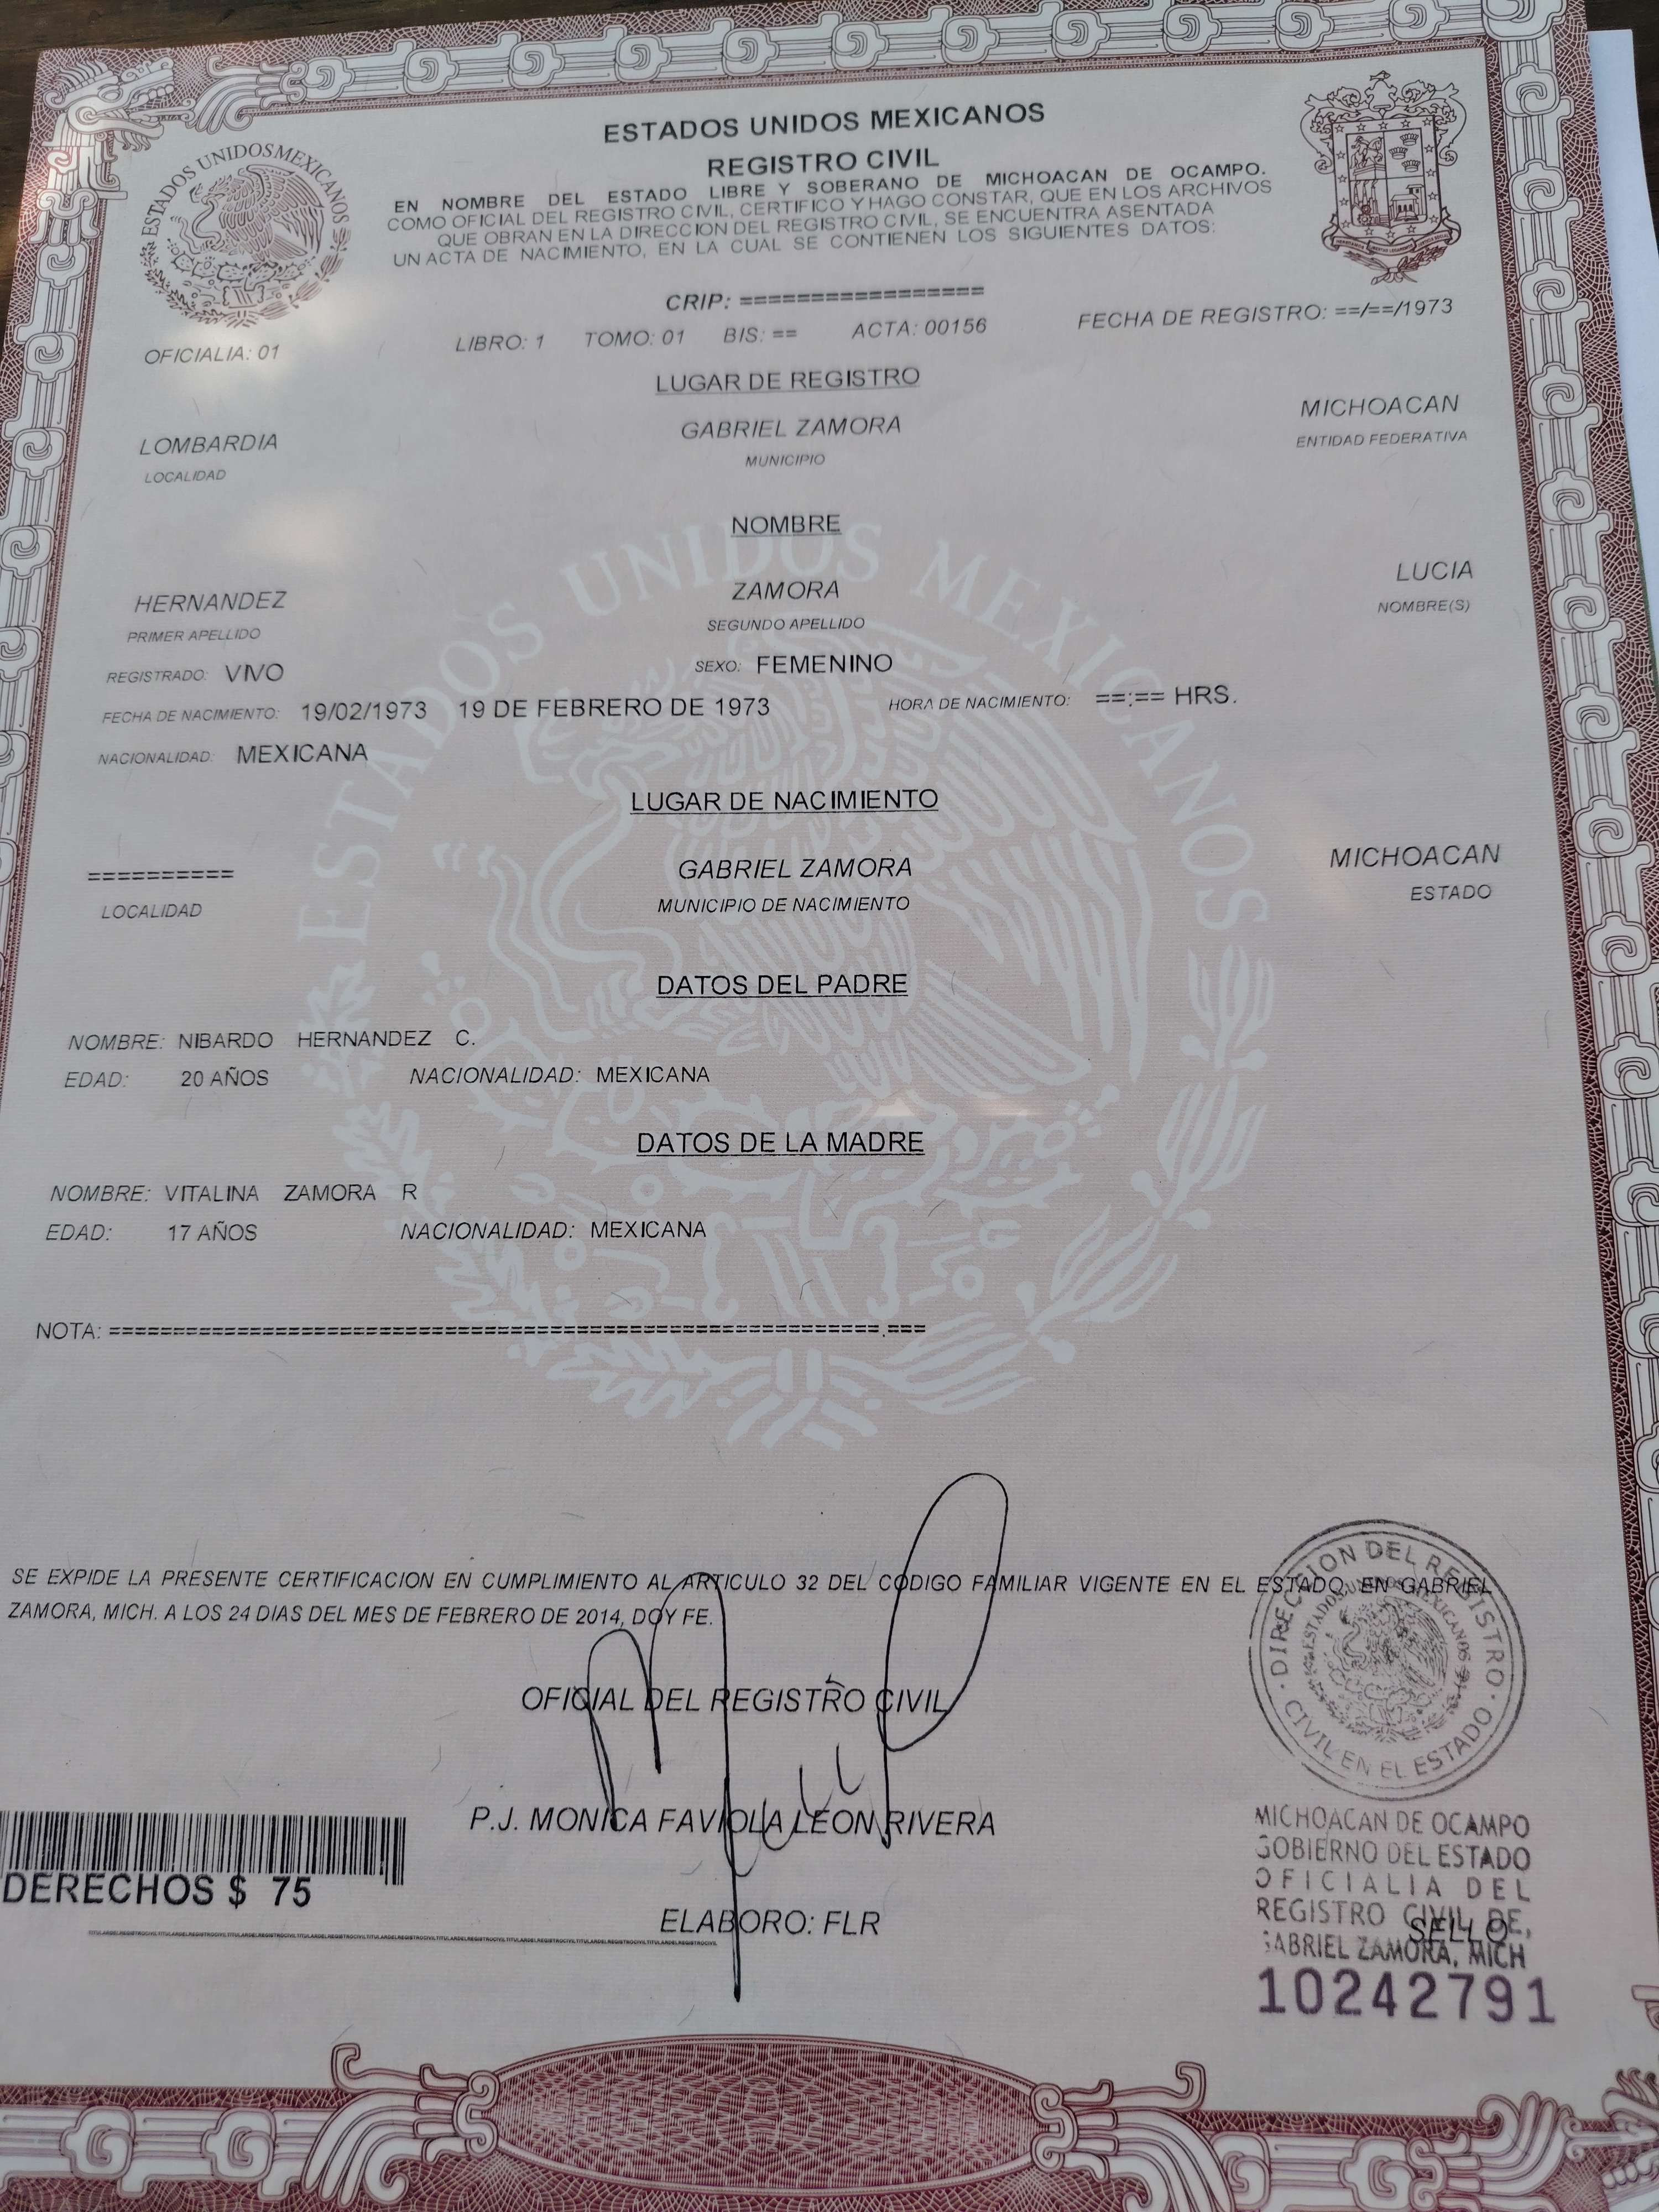 ESTADOS UNIDOS MEXICANOS
REGISTRO CIVIL
EN NOMBRE DEL ESTADO LIBRE Y SOBERANO DE MICHOACAN DE OCAMPO.
COMO OFICIAL DEL REGISTRO CIVIL, CERTIFICO Y HAGO CONSTAR, QUE EN LOS ARCHIVOS
QUE OBRAN EN LA DIRECCION DEL REGISTRO CIVIL, SE ENCUENTRA ASENTADA
UN ACTA DE NACIMIENTO, EN LA CUAL SE CONTIENEN LOS SIGUIENTES DATOS:
ESTADOS UNIDOS MEXICANOS
CRIP: =================
OFICIALIA: 01 LIBRO: 1 TOMO: 01 BIS: == ACTA: 00156 FECHA DE REGISTRO: ==/==/1973
LUGAR DE REGISTRO
LOMBARDIA GABRIEL ZAMORA MICHOACAN
LOCALIDAD MUNICIPIO ENTIDAD FEDERATIVA
NOMBRE
HERNANDEZ ZAMORA LUCIA
PRIMER APELLIDO SEGUNDO APELLIDO NOMBRE(S)
REGISTRADO: VIVO SEXO: FEMENINO
FECHA DE NACIMIENTO: 19/02/1973 19 DE FEBRERO DE 1973 HORA DE NACIMIENTO: ==:== HRS.
NACIONALIDAD: MEXICANA
ESTADOS UNIDOS MEXICANOS
LUGAR DE NACIMIENTO
========== GABRIEL ZAMORA MICHOACAN
LOCALIDAD MUNICIPIO DE NACIMIENTO ESTADO
DATOS DEL PADRE
NOMBRE: NIBARDO HERNANDEZ C.
EDAD: 20 AÑOS NACIONALIDAD: MEXICANA
DATOS DE LA MADRE
NOMBRE: VITALINA ZAMORA R
EDAD: 17 AÑOS NACIONALIDAD: MEXICANA
NOTA: ==========================================================.===
SE EXPIDE LA PRESENTE CERTIFICACION EN CUMPLIMIENTO AL ARTICULO 32 DEL CODIGO FAMILIAR VIGENTE EN EL ESTADO, EN GABRIEL
ZAMORA, MICH. A LOS 24 DIAS DEL MES DE FEBRERO DE 2014, DOY FE.
OFICIAL DEL REGISTRO CIVIL
P.J. MONICA FAVIOLA LEON RIVERA
DERECHOS $ 75
ELABORO: FLR
DIRECCION DEL REGISTRO
CIVIL EN EL ESTADO
ESTADOS UNIDOS MEXICANOS
MICHOACAN DE OCAMPO
GOBIERNO DEL ESTADO
OFICIALIA DEL
REGISTRO CIVIL DE,
SELLO
GABRIEL ZAMORA, MICH
10242791